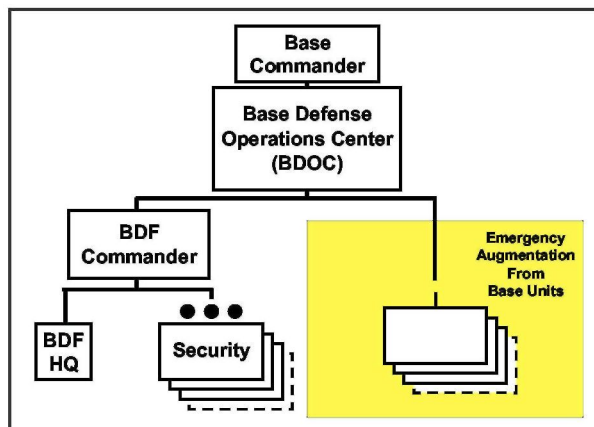 Base
Commander
Base Defense
Operations Center
(BDOC)
BDF
Commander
Emergency
Augmentation
From
Base Units
BDF
HQ
Security